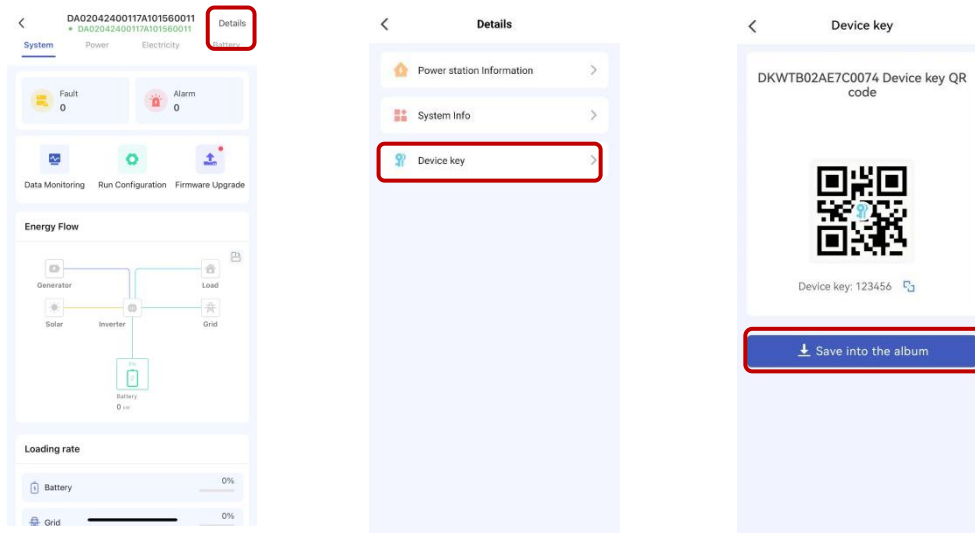 DA02042400117A101560011
Details
DA02042400117A101560011
System Power Electricity Battery
Fault
0
Alarm
0
Data Monitoring Run Configuration Firmware Upgrade
Energy Flow
Generator Load
Solar Inverter Grid
Battery
0
Loading rate
Battery 0%
Grid 0%
Details
Power station Information
System Info
Device key
Device key
DKWTB02AE7C0074 Device key QR
code
Device key: 123456
Save into the album